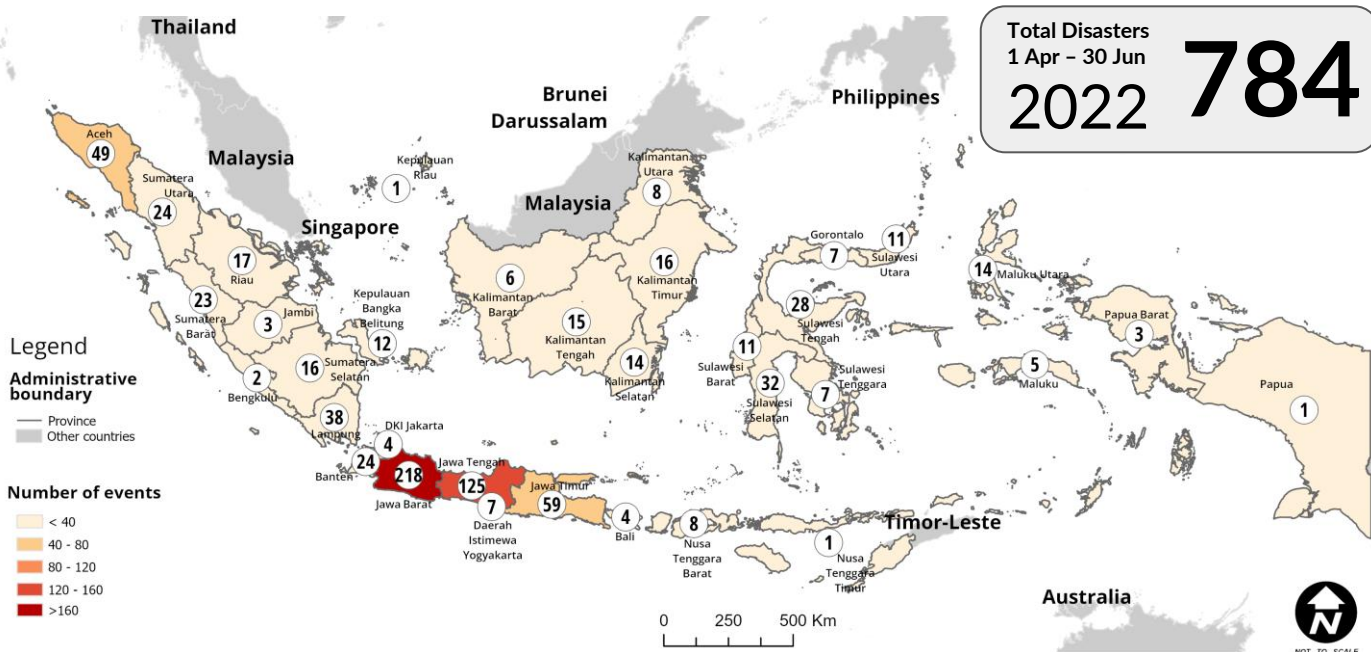 Thailand
Total Disasters
1 Apr – 30 Jun
2022
784
Brunei
Darussalam
Philippines
Malaysia
Singapore
Malaysia
Aceh
49
Sumatera
Utara
24
Kepulauan
Riau
1
17
Riau
23
Sumatera
Barat
Jambi
3
Kepulauan
Bangka
Belitung
12
16
Sumatera
Selatan
2
Bengkulu
38
Lampung
Kalimantan
Utara
8
6
Kalimantan
Barat
16
Kalimantan
Timur
15
Kalimantan
Tengah
14
Kalimantan
Selatan
Gorontalo
7
11
Sulawesi
Utara
28
Sulawesi
Tengah
11
Sulawesi
Barat
32
Sulawesi
Selatan
Sulawesi
Tenggara
7
14
Maluku Utara
5
Maluku
Papua Barat
3
Papua
1
DKI Jakarta
4
24
Banten
218
Jawa Barat
Jawa Tengah
125
7
Daerah
Istimewa
Yogyakarta
Jawa Timur
59
4
Bali
8
Nusa
Tenggara
Barat
1
Nusa
Tenggara
Timur
Timor-Leste
Australia
Legend
Administrative
boundary
Province
Other countries
Number of events
< 40
40 - 80
80 - 120
120 - 160
>160
0 250 500 Km
N
NOT TO SCALE